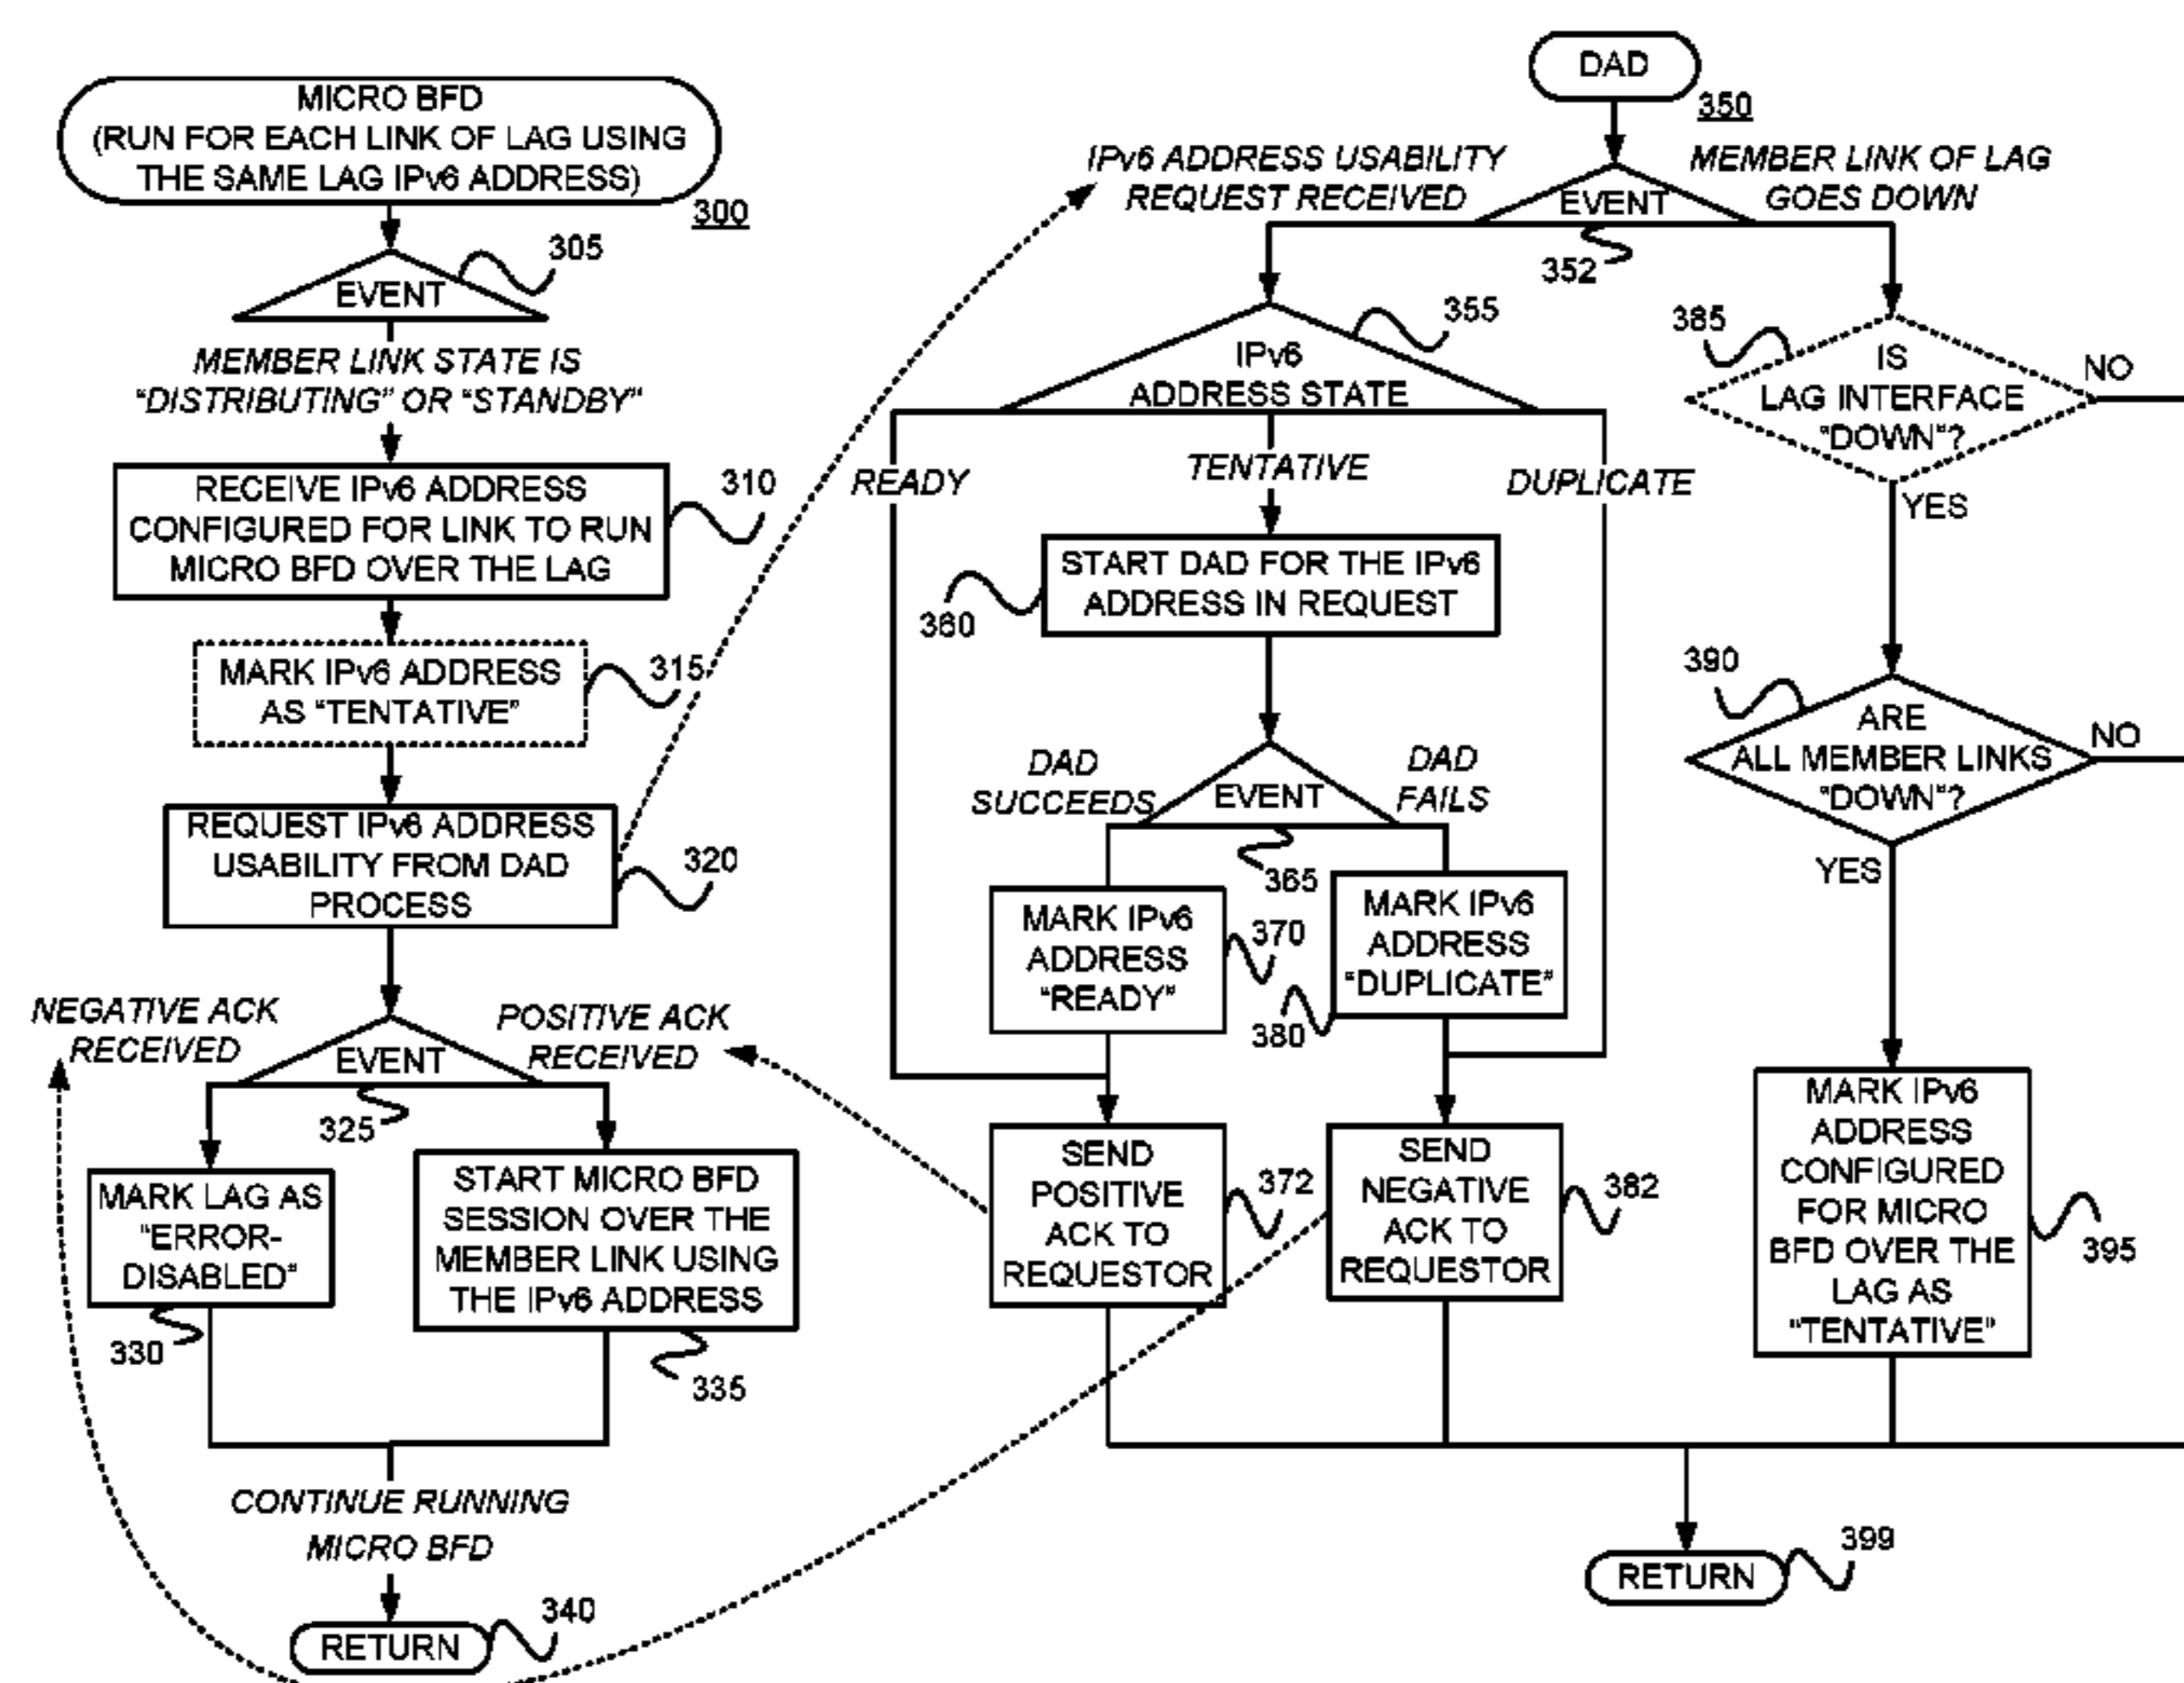 MICRO BFD
(RUN FOR EACH LINK OF LAG USING
THE SAME LAG IPv6 ADDRESS)
300
305
EVENT
MEMBER LINK STATE IS
"DISTRIBUTING" OR "STANDBY"
RECEIVE IPv6 ADDRESS
CONFIGURED FOR LINK TO RUN
MICRO BFD OVER THE LAG
310
MARK IPv6 ADDRESS
AS "TENTATIVE"
315
REQUEST IPv6 ADDRESS
USABILITY FROM DAD
PROCESS
320
NEGATIVE ACK
RECEIVED
EVENT
POSITIVE ACK
RECEIVED
325
MARK LAG AS
"ERROR-
DISABLED"
330
START MICRO BFD
SESSION OVER THE
MEMBER LINK USING
THE IPv6 ADDRESS
335
CONTINUE RUNNING
MICRO BFD
RETURN
340
DAD
350
IPv6 ADDRESS USABILITY
REQUEST RECEIVED
EVENT
MEMBER LINK OF LAG
GOES DOWN
352
355
IPv6
ADDRESS STATE
READY
TENTATIVE
DUPLICATE
START DAD FOR THE IPv6
ADDRESS IN REQUEST
360
DAD
SUCCEEDS
EVENT
DAD
FAILS
365
MARK IPv6
ADDRESS
"READY"
370
MARK IPv6
ADDRESS
"DUPLICATE"
380
SEND
POSITIVE
ACK TO
REQUESTOR
372
SEND
NEGATIVE
ACK TO
REQUESTOR
382
385
IS
LAG INTERFACE
"DOWN"?
NO
YES
390
ARE
ALL MEMBER LINKS
"DOWN"?
NO
YES
MARK IPv6
ADDRESS
CONFIGURED
FOR MICRO
BFD OVER THE
LAG AS
"TENTATIVE"
395
RETURN
399